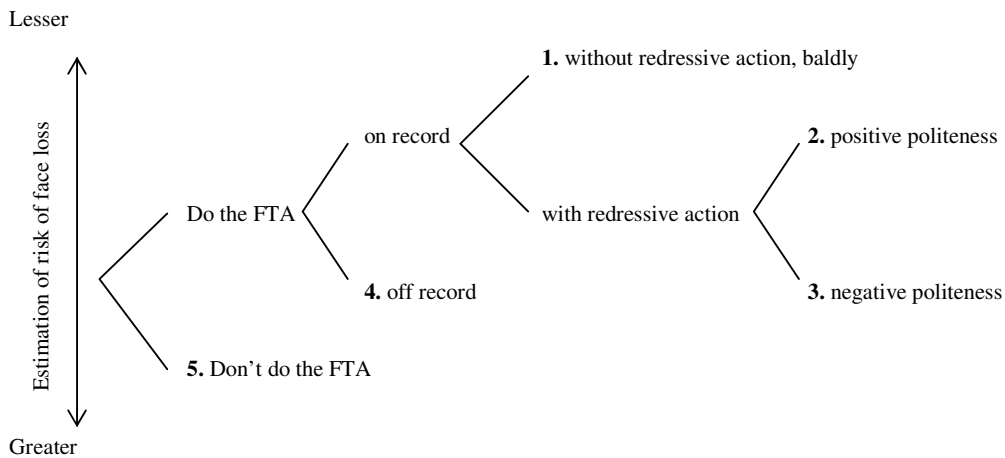 Lesser
1. without redressive action, baldly
on record
2. positive politeness
Estimation of risk of face loss
Do the FTA
with redressive action
4. off record
3. negative politeness
5. Don’t do the FTA
Greater